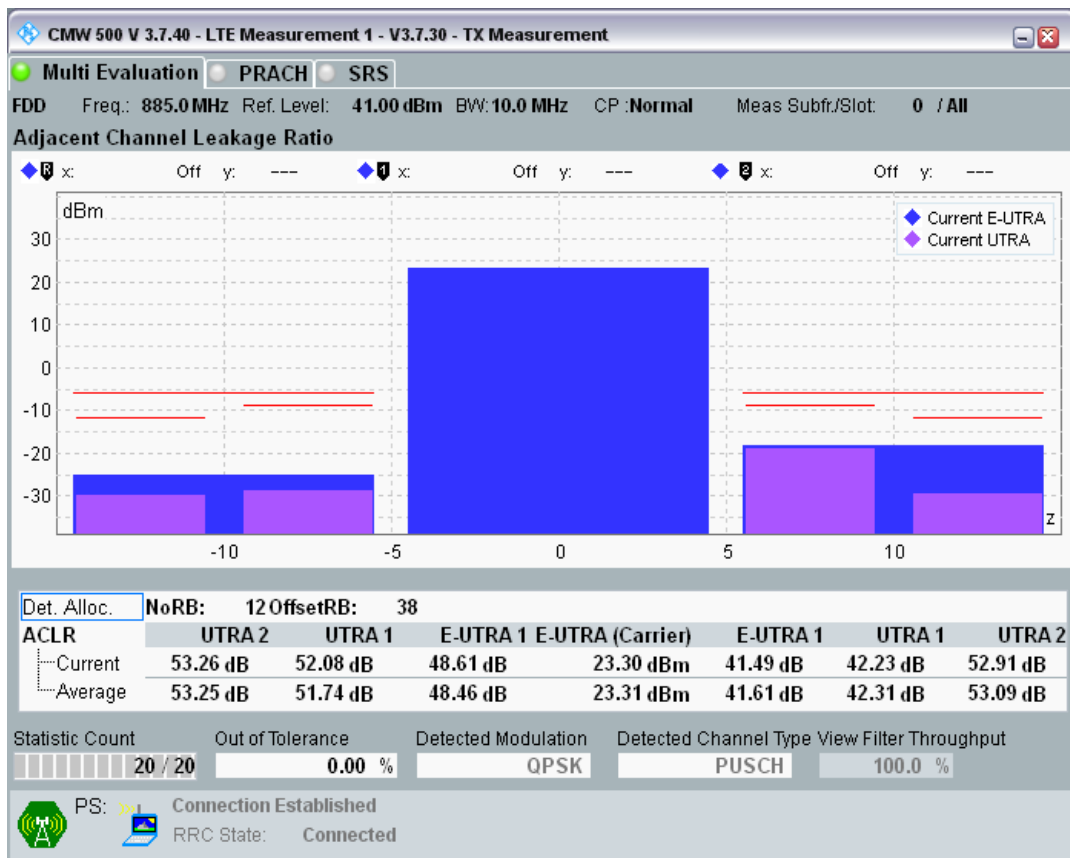 CMW 500 V 3.7.40 - LTE Measurement 1 - V3.7.30 - TX Measurement
Multi Evaluation PRACH SRS
FDD Freq.: 885.0 MHz Ref. Level: 41.00 dBm BW: 10.0 MHz CP :Normal Meas Subfr./Slot: 0 / All
Adjacent Channel Leakage Ratio
R x: Off y: --- 1 x: Off y: --- 2 x: Off y: ---
dBm
Current E-UTRA
Current UTRA
30
20
10
0
-10
-20
-30
z
-10 -5 0 5 10
Det. Alloc. NoRB: 12 OffsetRB: 38
ACLR UTRA 2 UTRA 1 E-UTRA 1 E-UTRA (Carrier) E-UTRA 1 UTRA 1 UTRA 2
Current 53.26 dB 52.08 dB 48.61 dB 23.30 dBm 41.49 dB 42.23 dB 52.91 dB
Average 53.25 dB 51.74 dB 48.46 dB 23.31 dBm 41.61 dB 42.31 dB 53.09 dB
Statistic Count Out of Tolerance Detected Modulation Detected Channel Type View Filter Throughput
20 / 20 0.00 % QPSK PUSCH 100.0 %
PS: Connection Established
RRC State: Connected